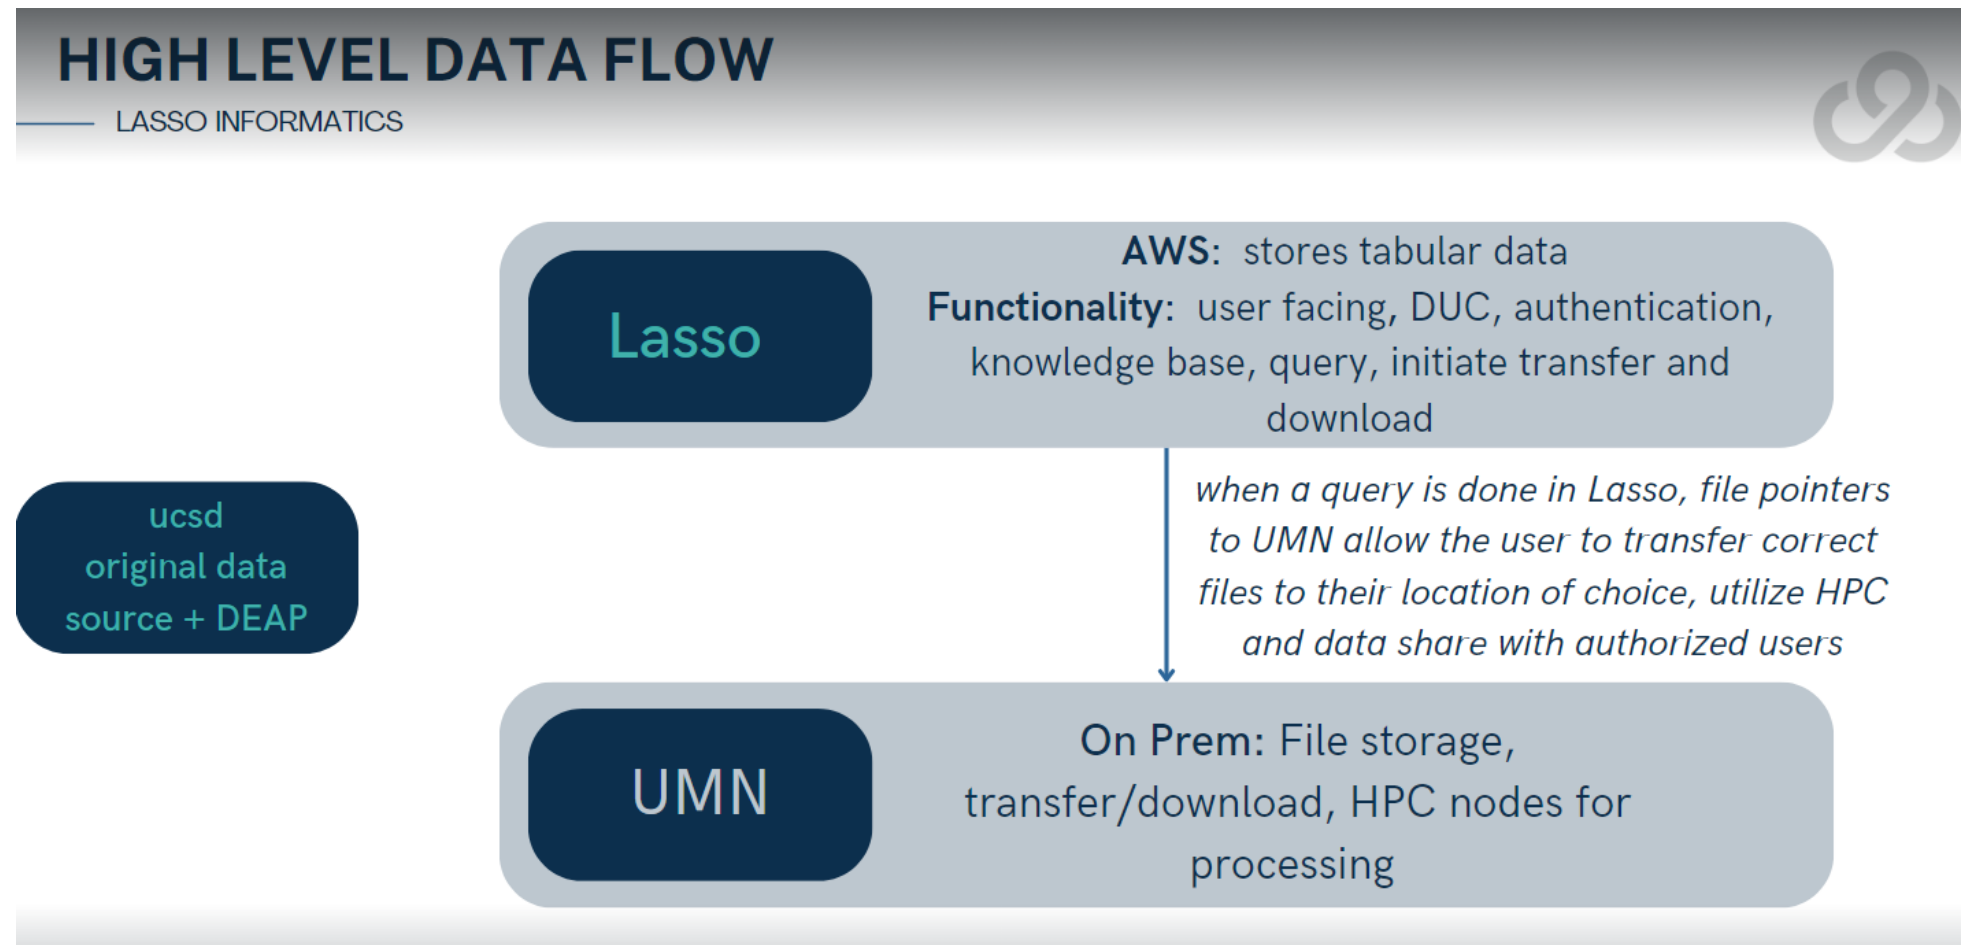 HIGH LEVEL DATA FLOW
LASSO INFORMATICS
Lasso
AWS: stores tabular data
Functionality: user facing, DUC, authentication,
knowledge base, query, initiate transfer and
download
ucsd
original data
source + DEAP
when a query is done in Lasso, file pointers
to UMN allow the user to transfer correct
files to their location of choice, utilize HPC
and data share with authorized users
UMN
On Prem: File storage,
transfer/download, HPC nodes for
processing